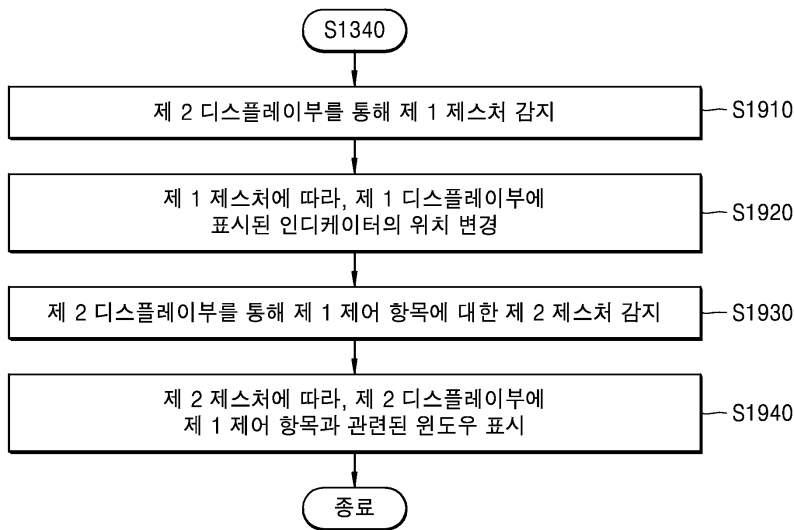 S1340
제 2 디스플레이부를 통해 제 1 제스처 감지
S1910
제 1 제스처에 따라, 제 1 디스플레이부에
표시된 인디케이터의 위치 변경
S1920
제 2 디스플레이부를 통해 제 1 제어 항목에 대한 제 2 제스처 감지
S1930
제 2 제스처에 따라, 제 2 디스플레이부에
제 1 제어 항목과 관련된 윈도우 표시
S1940
종료